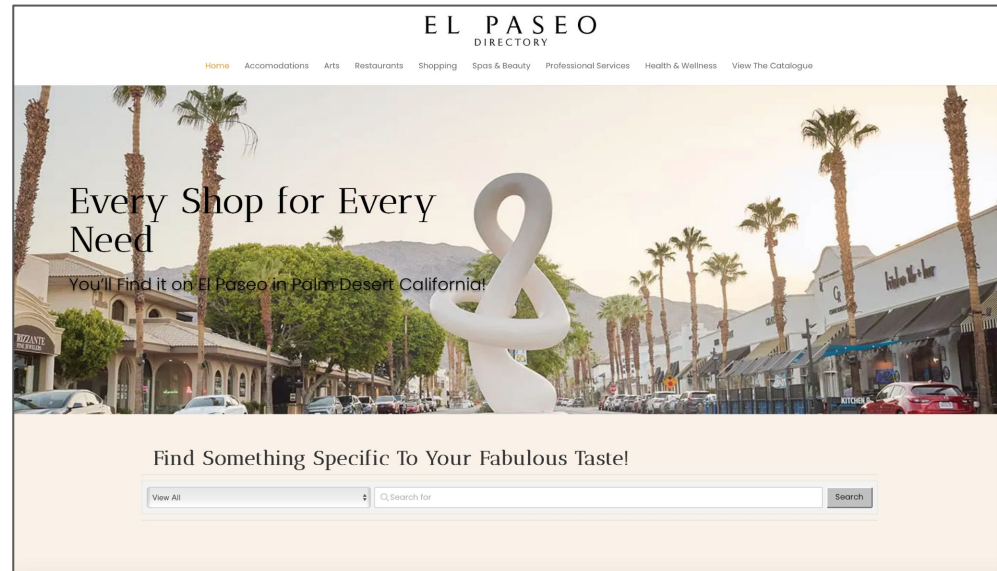 EL PASEO
DIRECTORY
Home Accomodations Arts Restaurants Shopping Spas & Beauty Professional Services Health & Wellness View The Catalogue
Every Shop for Every
Need
You'll Find it on El Paseo in Palm Desert California!
RIZZANTE
KITCHEN
Find Something Specific To Your Fabulous Taste!
View All Search for Search